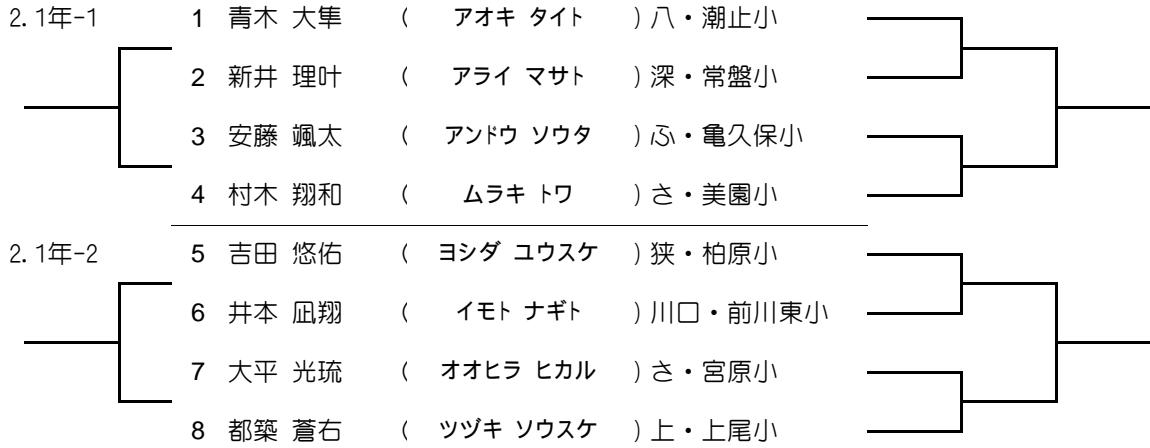 2.1年-1 1 青木 大隼 ( アオキ タイト ) 八・潮止小
2 新井 理叶 ( アライ マサト ) 深・常盤小
3 安藤 颯太 ( アンドウ ソウタ ) ふ・亀久保小
4 村木 翔和 ( ムラキ トワ ) さ・美園小
2.1年-2 5 吉田 悠佑 ( ヨシダ ユウスケ ) 狭・柏原小
6 井本 凪翔 ( イモト ナギト ) 川口・前川東小
7 大平 光琉 ( オオヒラ ヒカル ) さ・宮原小
8 都築 蒼右 ( ツヅキ ソウスケ ) 上・上尾小